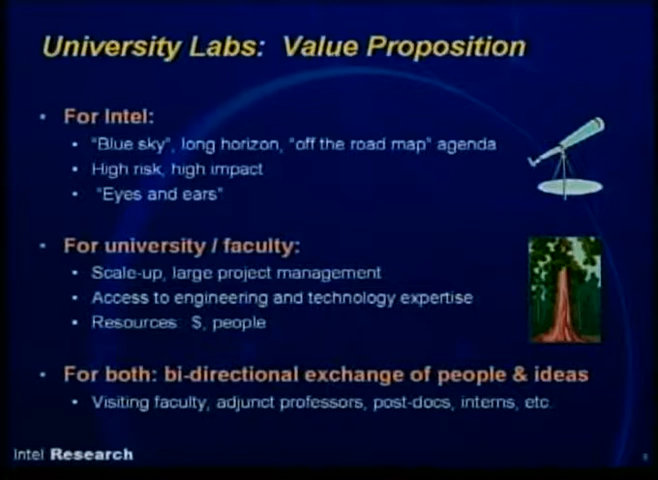 University Labs: Value Proposition
• For Intel:
• "Blue sky", long horizon, "off the road map" agenda
• High risk, high impact
• "Eyes and ears"
• For university / faculty:
• Scale-up, large project management
• Access to engineering and technology expertise
• Resources: $, people
• For both: bi-directional exchange of people & ideas
• Visiting faculty, adjunct professors, post-docs, interns, etc.
Intel Research